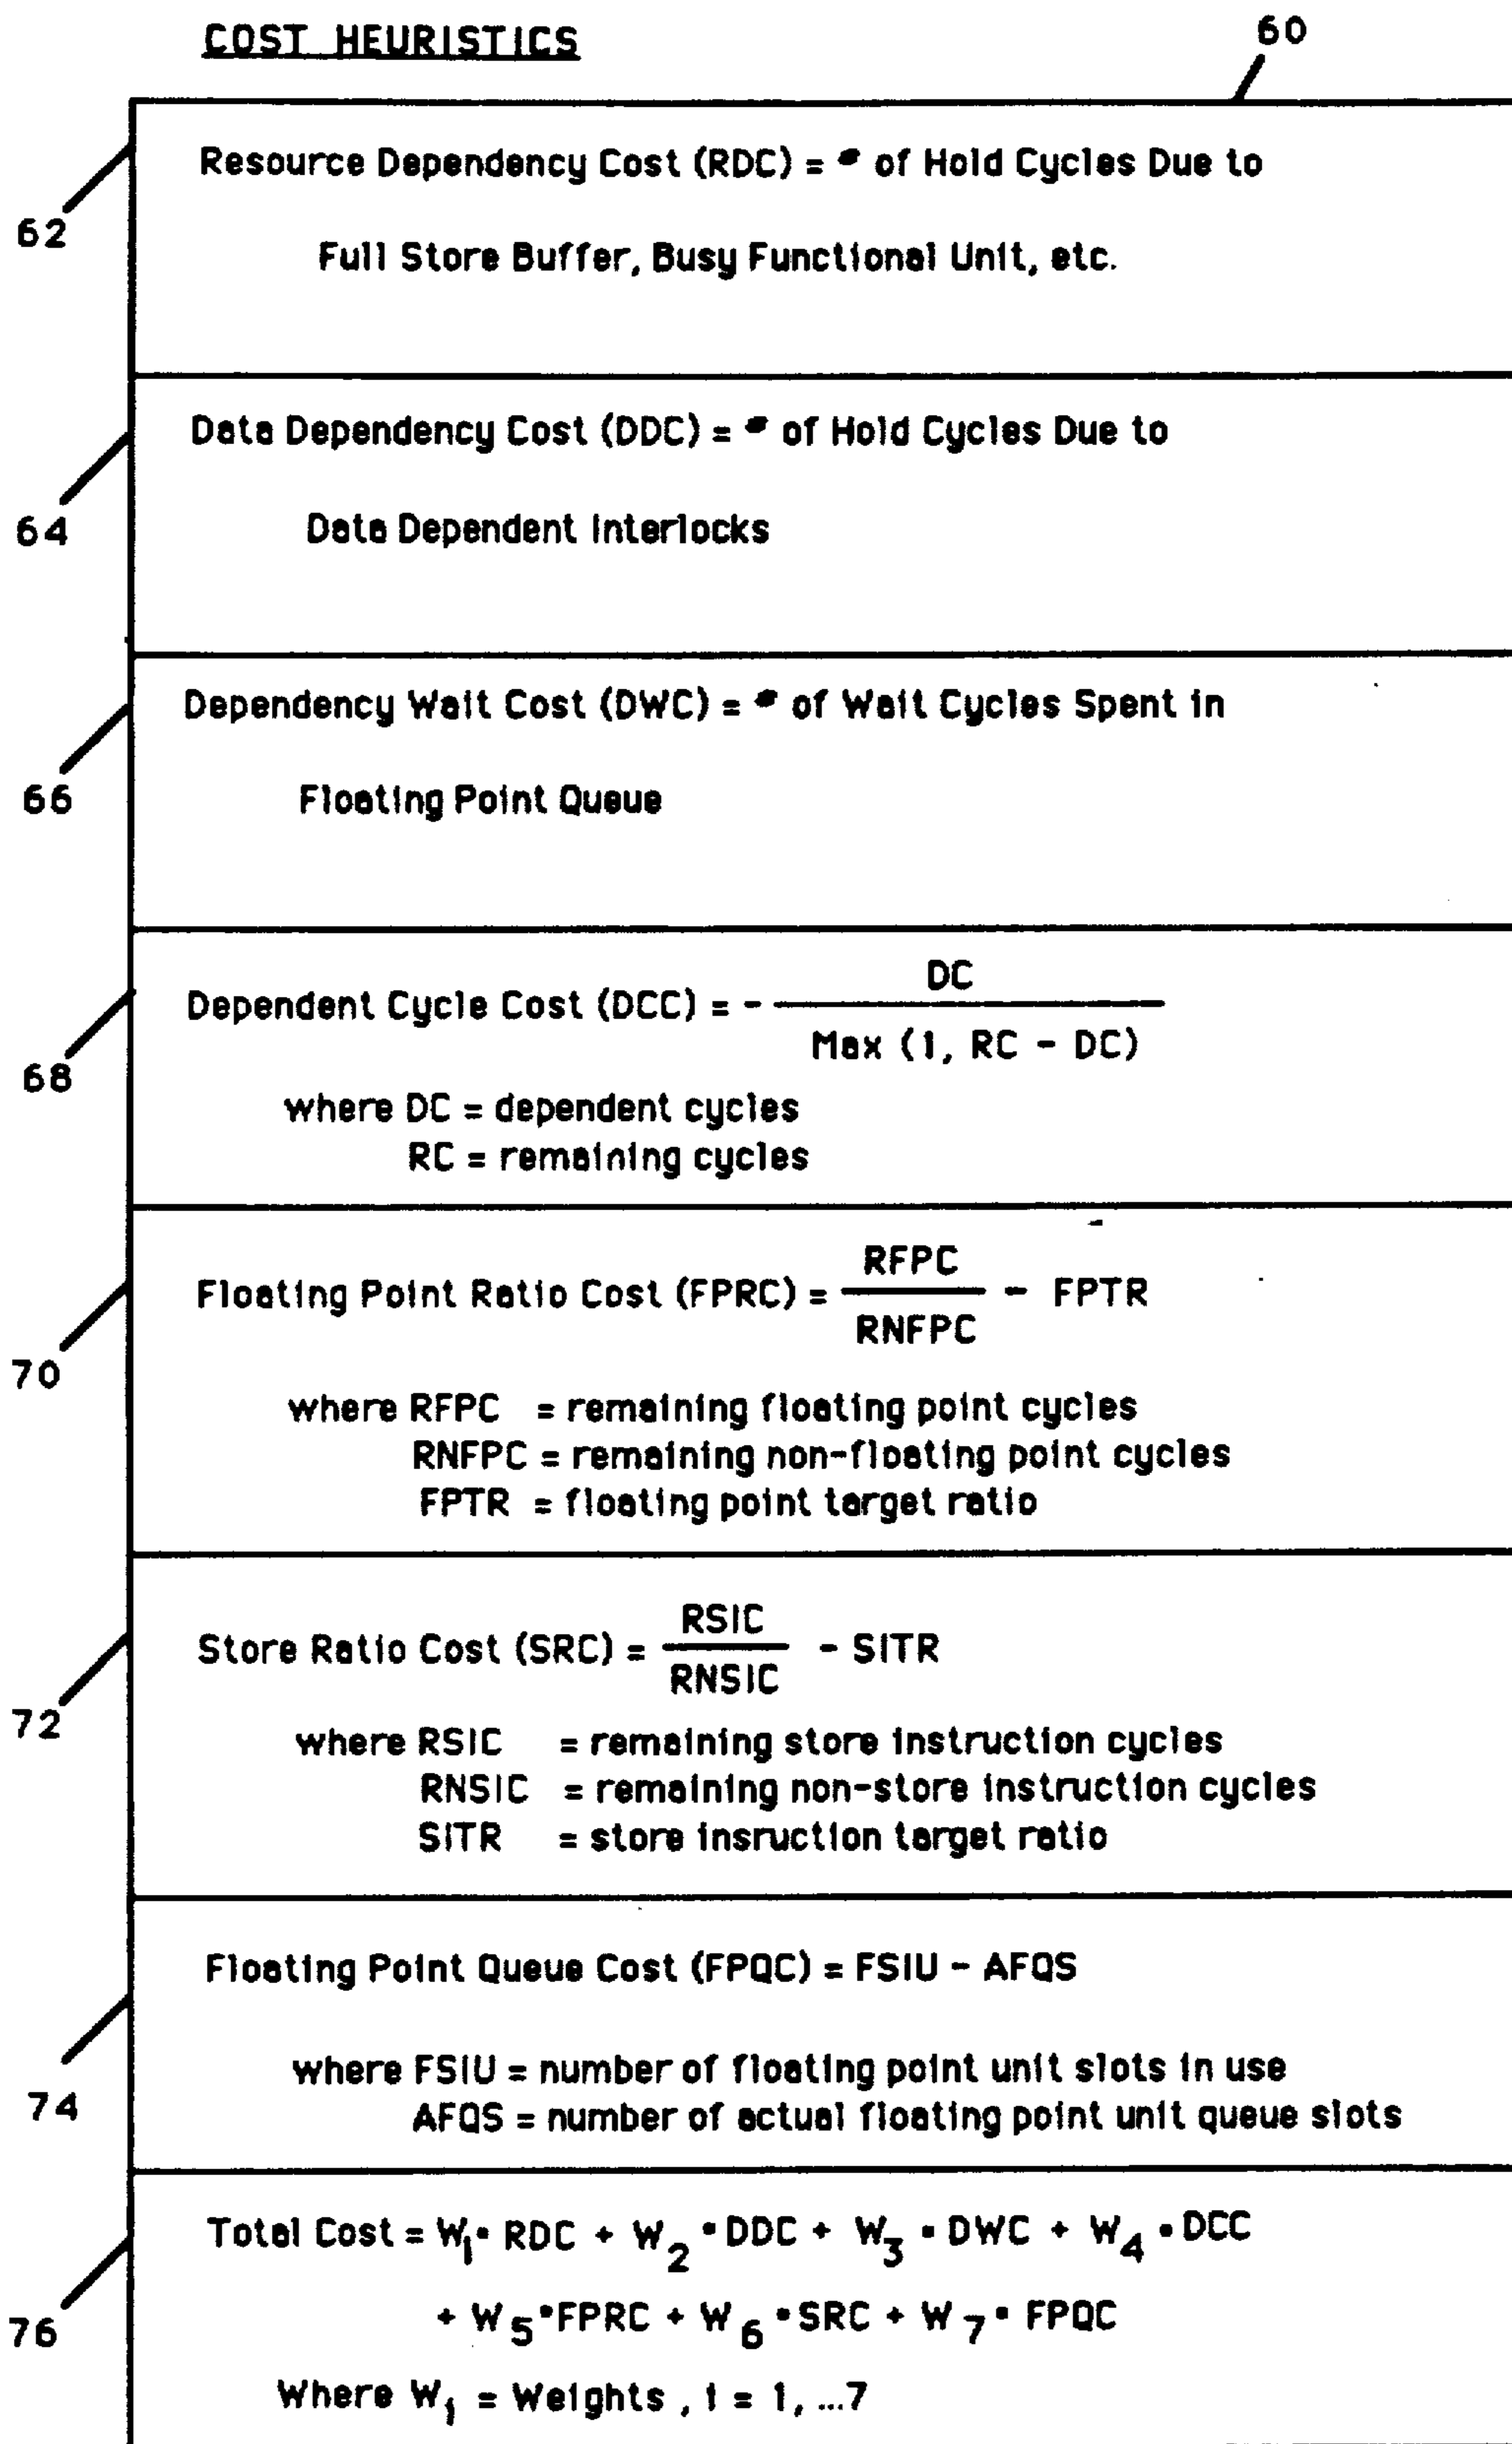 COST HEURISTICS
60
Resource Dependency Cost (RDC) = # of Hold Cycles Due to
Full Store Buffer, Busy Functional Unit, etc.
62
Data Dependency Cost (DDC) = # of Hold Cycles Due to
Data Dependent Interlocks
64
Dependency Wait Cost (DWC) = # of Wait Cycles Spent in
Floating Point Queue
66
DC
Dependent Cycle Cost (DCC) = -
Max (1, RC - DC)
68
where DC = dependent cycles
RC = remaining cycles
RFPC
Floating Point Ratio Cost (FPRC) = - FPTR
RNFPC
70
where RFPC = remaining floating point cycles
RNFPC = remaining non-floating point cycles
FPTR = floating point target ratio
RSIC
Store Ratio Cost (SRC) = - SITR
RNSIC
72
where RSIC = remaining store instruction cycles
RNSIC = remaining non-store instruction cycles
SITR = store insruction target ratio
Floating Point Queue Cost (FPQC) = FSIU - AFQS
where FSIU = number of floating point unit slots in use
74
AFQS = number of actual floating point unit queue slots
Total Cost = W1• RDC + W2 •DDC + W3 • DWC + W4 • DCC
+ W5•FPRC + W6 •SRC + W7 • FPQC
76
Where Wi = Weights , i = 1, ...7